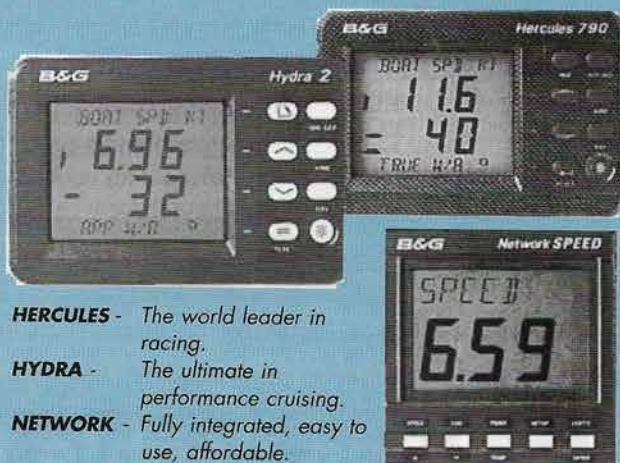 B&G Hydra 2
BOAT SPD KT
6.96
- 32
APP W/A
B&G Hercules 790
BOAT SPD KT
11.6
= 40
TRUE W/A
B&G Network SPEED
SPEED
6.59
HERCULES - The world leader in
racing.
HYDRA - The ultimate in
performance cruising.
NETWORK - Fully integrated, easy to
use, affordable.